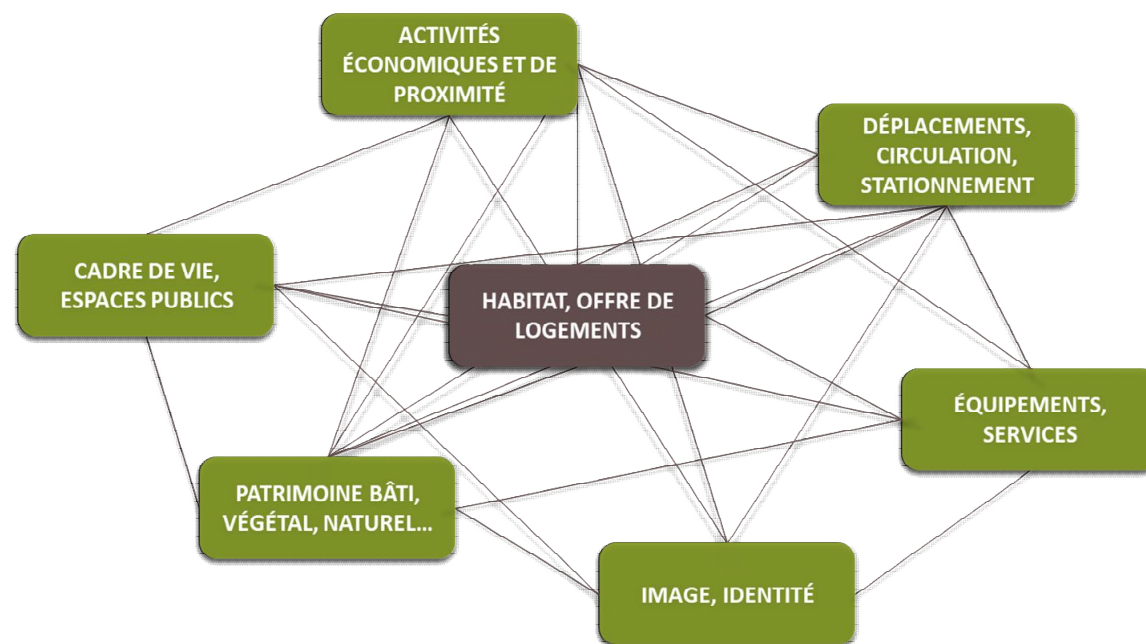 ACTIVITÉS
ÉCONOMIQUES ET DE
PROXIMITÉ
DÉPLACEMENTS,
CIRCULATION,
STATIONNEMENT
CADRE DE VIE,
ESPACES PUBLICS
HABITAT, OFFRE DE
LOGEMENTS
ÉQUIPEMENTS,
SERVICES
PATRIMOINE BÂTI,
VÉGÉTAL, NATUREL...
IMAGE, IDENTITÉ